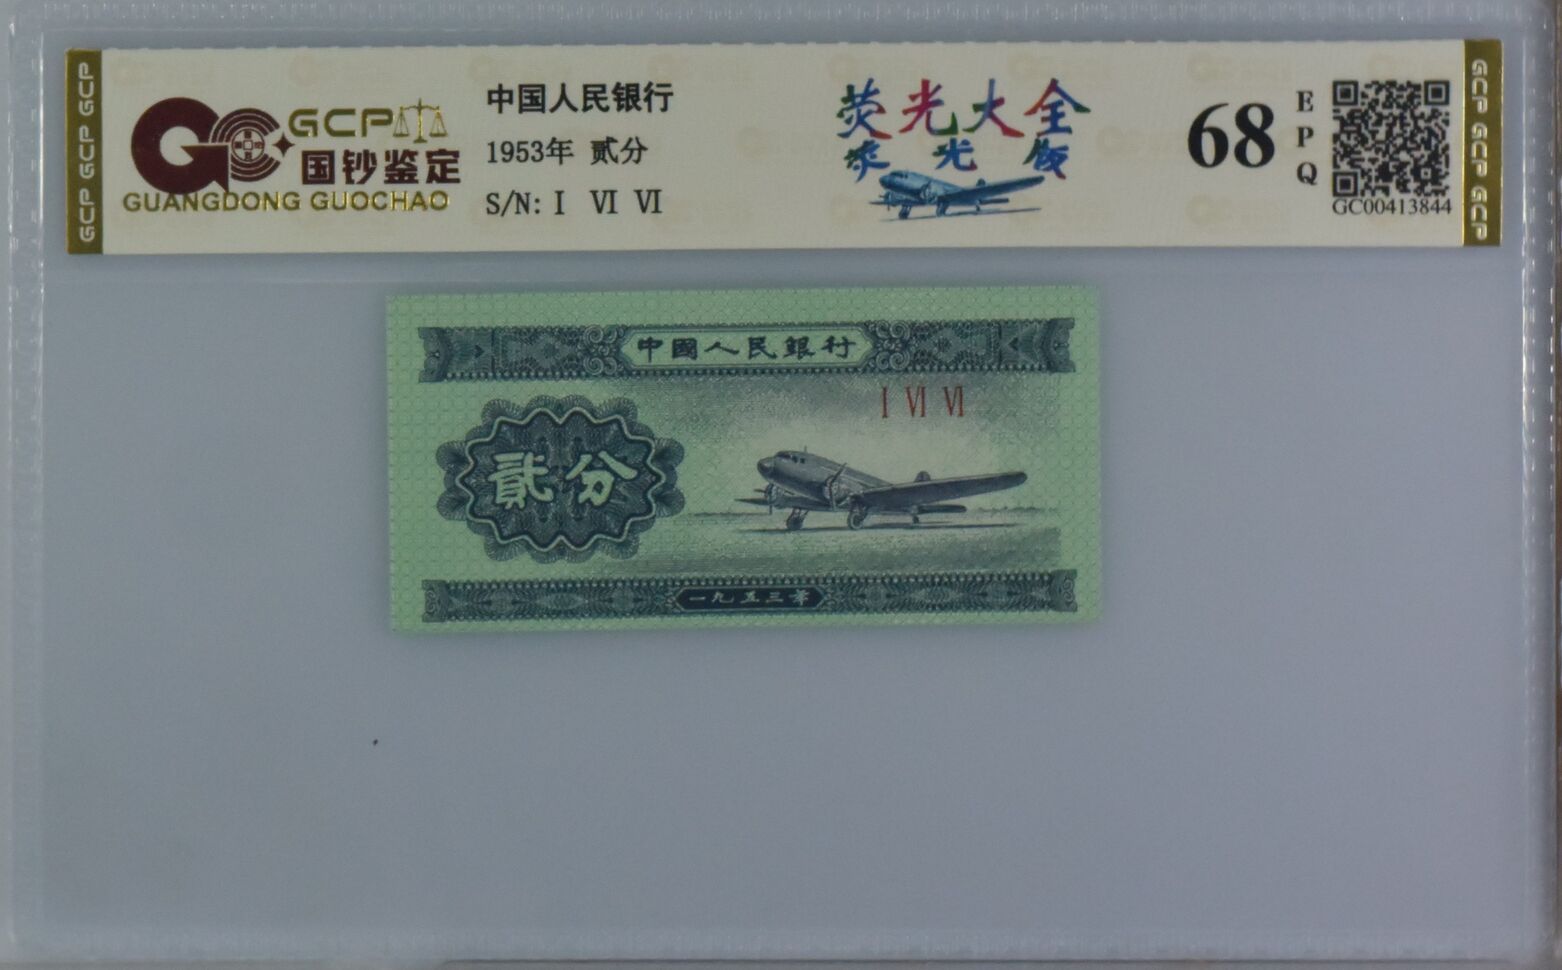 GCP GCP GCP
GCP
国钞鉴定
GUANGDONG GUOCHAO
中国人民银行
1953年 贰分
S/N: I VI VI
荧光大全
荧光版
68
EPQ
GC00413844
GCP GCP GCP GCP
中國人民銀行
I VI VI
貳分
一九五三年